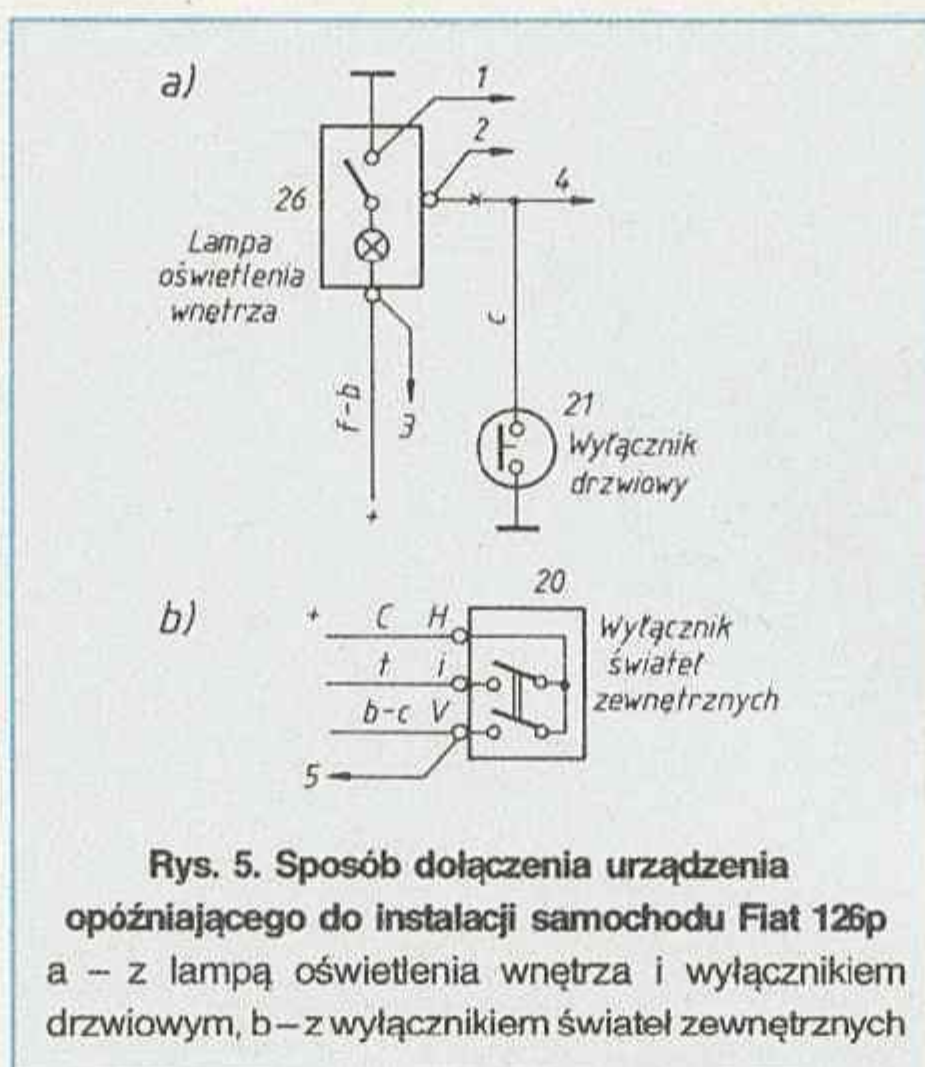 a)
1
2
26
4
Lampa
oświetlenia
wnętrza
c
f-b
3
21
Wyłącznik
drzwiowy
+
20
b)
+ C H
Wyłącznik
świateł
zewnętrznych
t i
b-c V
5
Rys. 5. Sposób dołączenia urządzenia
opóźniającego do instalacji samochodu Fiat 126p
a – z lampą oświetlenia wnętrza i wyłącznikiem
drzwiowym, b – z wyłącznikiem świateł zewnętrznych